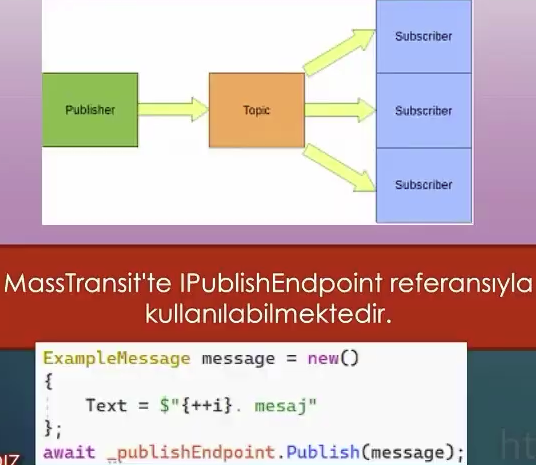 Subscriber
Publisher
Topic
Subscriber
Subscriber
MassTransit'te IPublishEndpoint referansıyla
kullanılabilmektedir.
ExampleMessage message = new()
{
Text = $"{++i}. mesaj"
};
await _publishEndpoint.Publish(message);